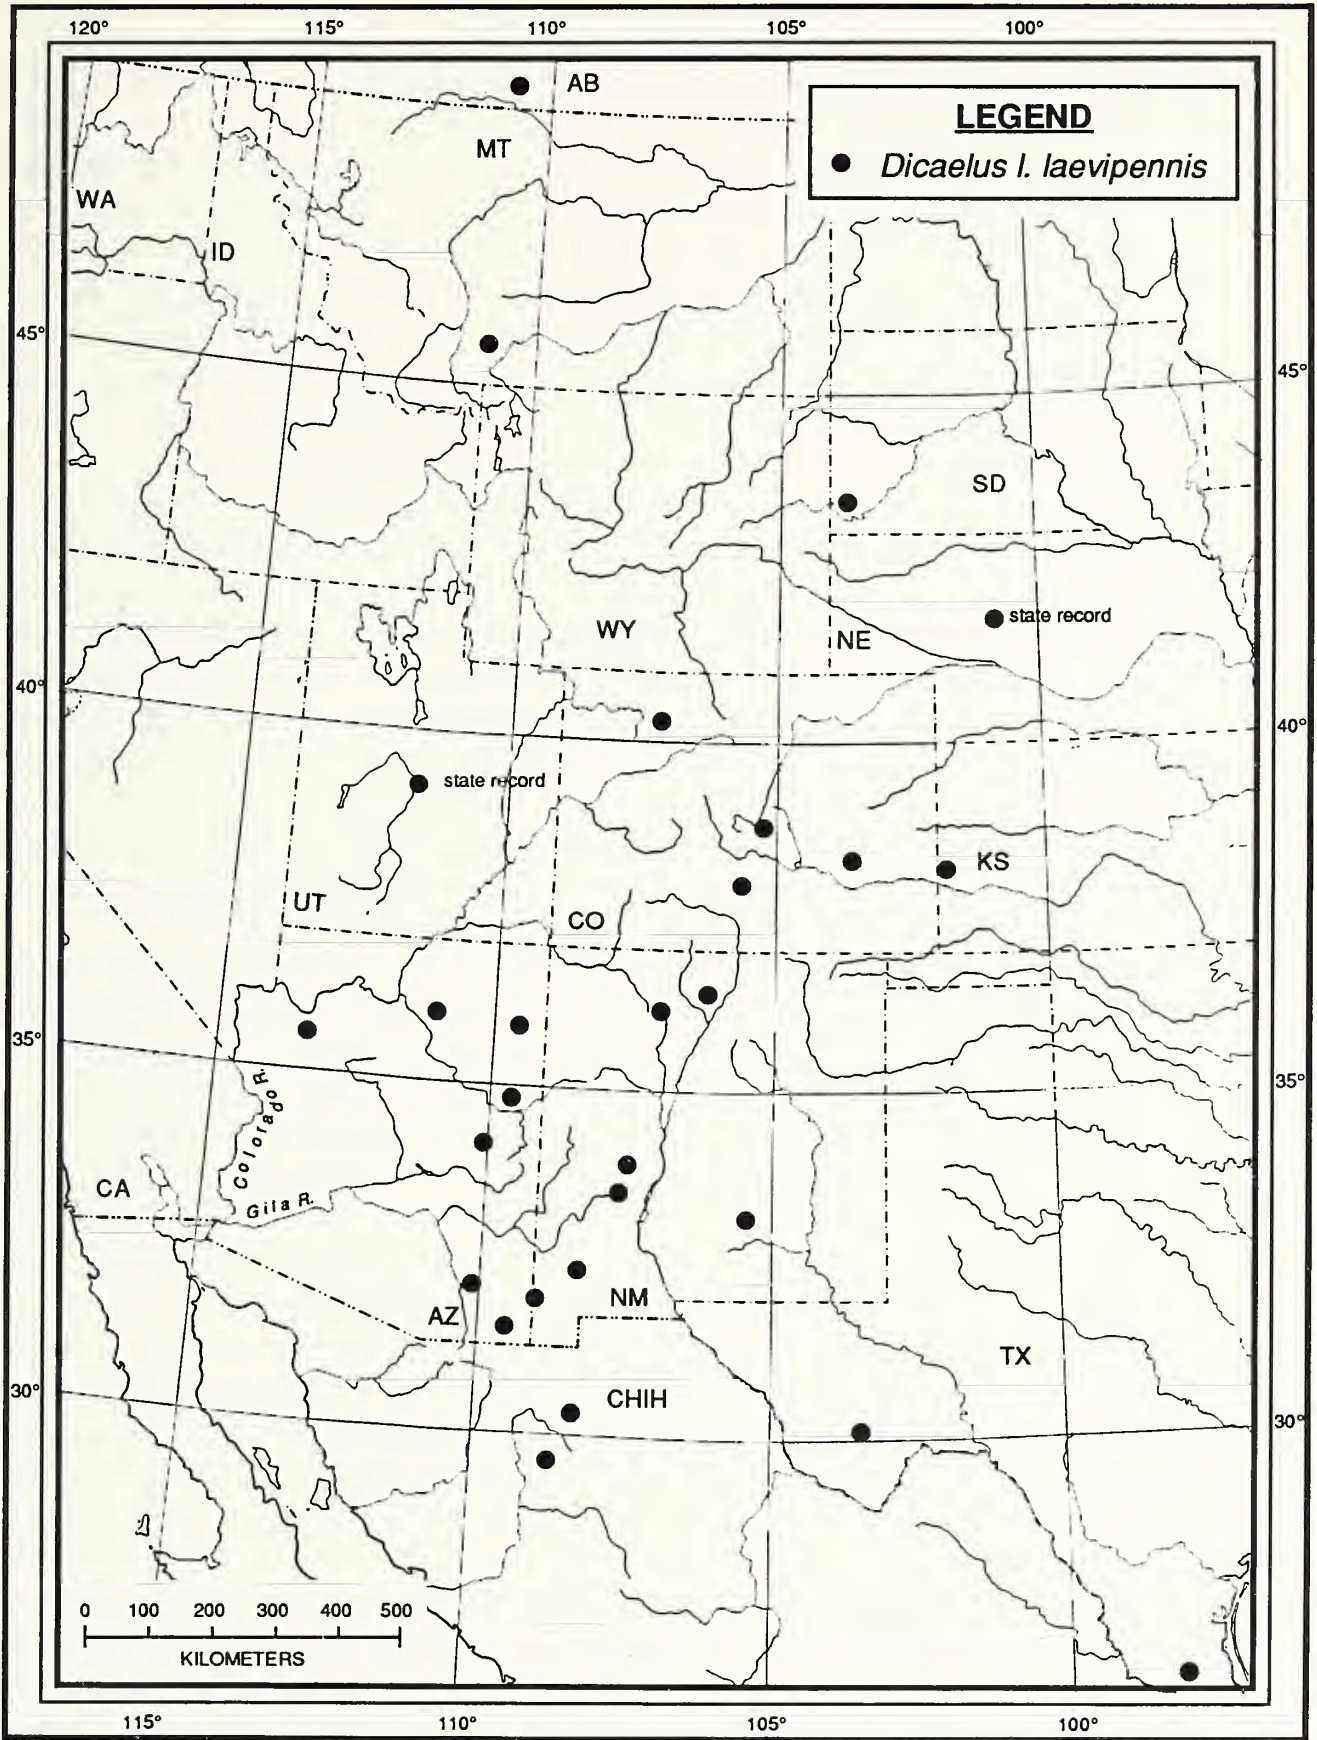 120° 115° 110° 105° 100°
AB
LEGEND
MT
Dicaelus l. laevipennis
WA
ID
45°
45°
SD
state record
WY
NE
40°
40°
state record
KS
UT
CO
35°
35°
Colorado R.
CA
Gila R.
NM
AZ
TX
30°
CHIH
30°
0 100 200 300 400 500
KILOMETERS
115° 110° 105° 100°